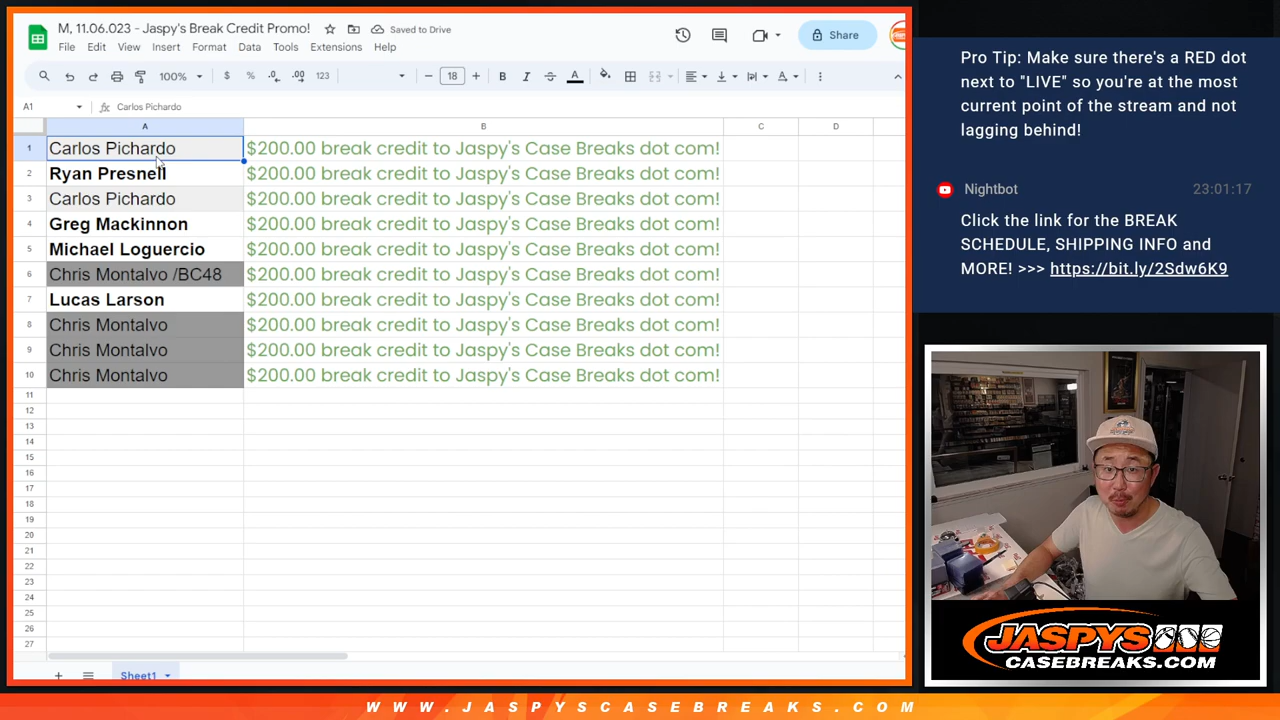 M, 11.06.023 - Jaspy's Break Credit Promo!
Saved to Drive
File Edit View Insert Format Data Tools Extensions Help
Share
100% $ % .0 .00 123 18 B I A
A1 fx Carlos Pichardo
A B C D
1 Carlos Pichardo $200.00 break credit to Jaspy's Case Breaks dot com!
2 Ryan Presnell $200.00 break credit to Jaspy's Case Breaks dot com!
3 Carlos Pichardo $200.00 break credit to Jaspy's Case Breaks dot com!
4 Greg Mackinnon $200.00 break credit to Jaspy's Case Breaks dot com!
5 Michael Loguercio $200.00 break credit to Jaspy's Case Breaks dot com!
6 Chris Montalvo /BC48 $200.00 break credit to Jaspy's Case Breaks dot com!
7 Lucas Larson $200.00 break credit to Jaspy's Case Breaks dot com!
8 Chris Montalvo $200.00 break credit to Jaspy's Case Breaks dot com!
9 Chris Montalvo $200.00 break credit to Jaspy's Case Breaks dot com!
10 Chris Montalvo $200.00 break credit to Jaspy's Case Breaks dot com!
11
12
13
14
15
16
17
18
19
20
21
22
23
24
25
26
27
Sheet1
Pro Tip: Make sure there's a RED dot
next to "LIVE" so you're at the most
current point of the stream and not
lagging behind!
Nightbot 23:01:17
Click the link for the BREAK
SCHEDULE, SHIPPING INFO and
MORE! >>> https://bit.ly/2Sdw6K9
JASPYS
CASEBREAKS.COM
WWW.JASPYSCASEBREAKS.COM